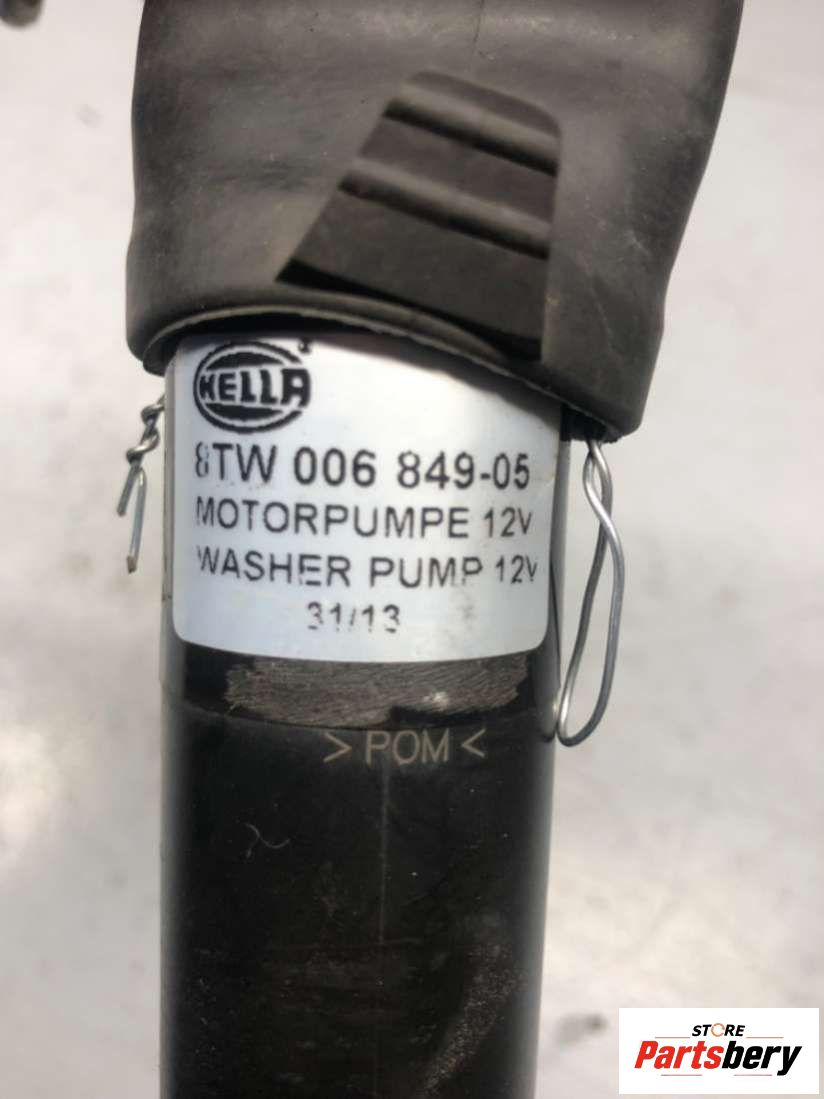 HELLA
8TW 006 849-05
MOTORPUMPE 12V
WASHER PUMP 12V
31/13
>POM<
STORE
Partsbery